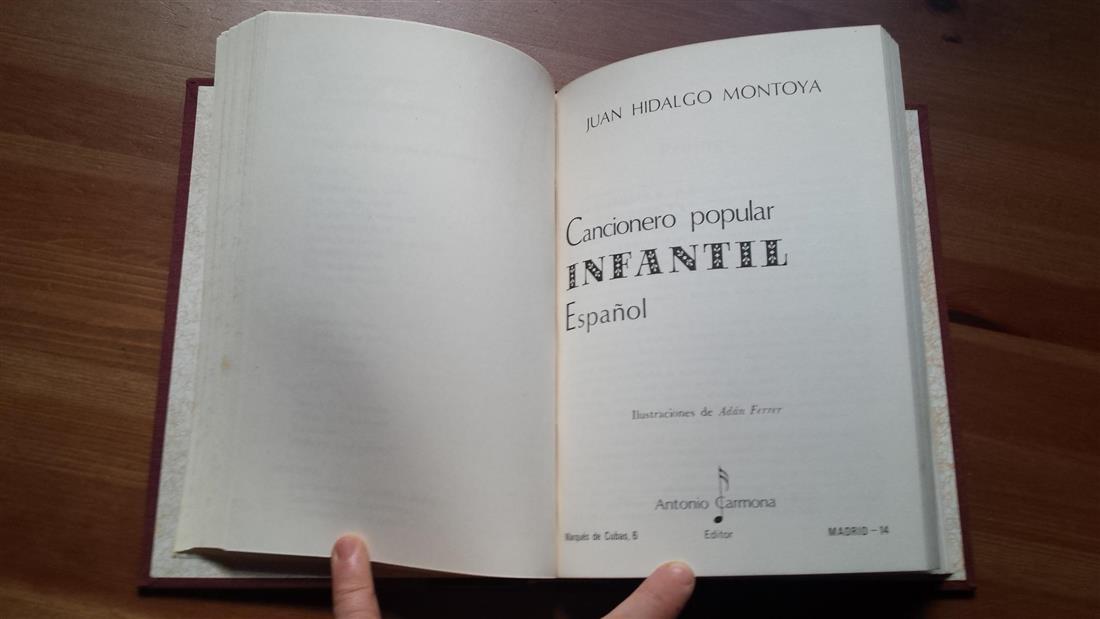 JUAN HIDALGO MONTOYA
Cancionero popular
INFANTIL
Español
Ilustraciones de Adán Ferrer
Antonio Carmona
Marqués de Cubas, 6 Editor MADRID-14